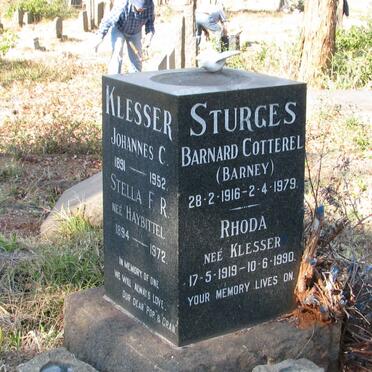 KLESSER
JOHANNES C.
1891 — 1952.
STELLA F. R.
NEÉ HAYBITTEL
1894 — 1972.
IN MEMORY OF ONE
WE WILL ALWAYS LOVE,
OUR DEAR "POP" & GRAN
STURGES
BARNARD COTTEREL
(BARNEY)
28-2-1916-2-4-1979.
RHODA
NEÉ KLESSER
17-5-1919-10-6-1990.
YOUR MEMORY LIVES ON